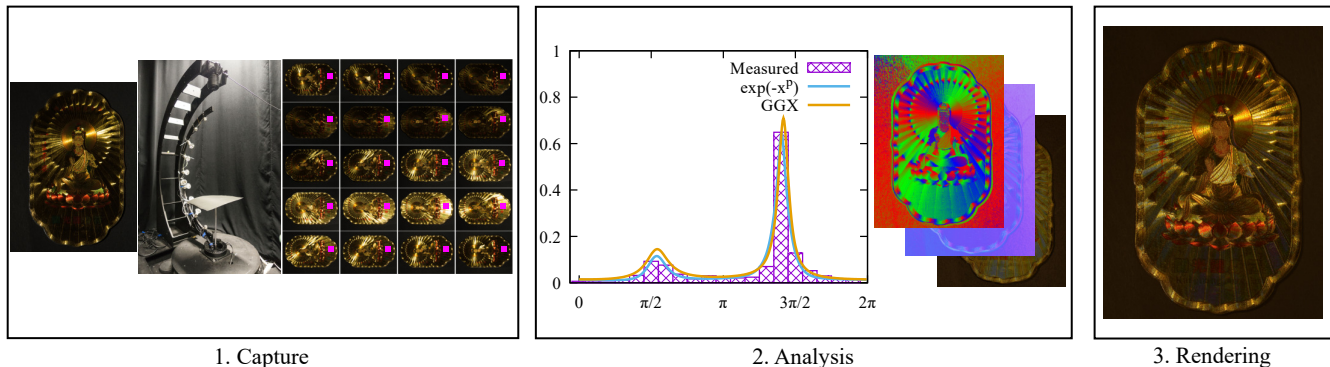 1
0.8
0.6
0.4
0.2
0
Measured
exp(-xᵖ)
GGX
0
π/2
π
3π/2
2π
1. Capture
2. Analysis
3. Rendering